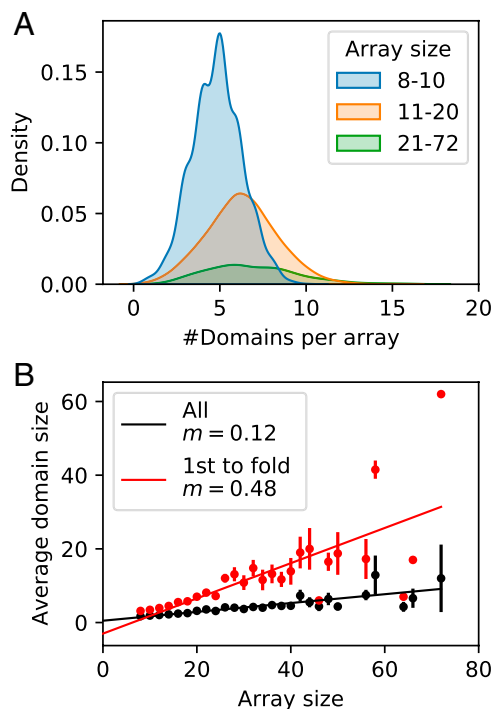 A
Array size
8-10
11-20
21-72
Density
0.15
0.10
0.05
0.00
0 5 10 15 20
#Domains per array
B
All
m = 0.12
1st to fold
m = 0.48
Average domain size
60
40
20
0
0 20 40 60 80
Array size